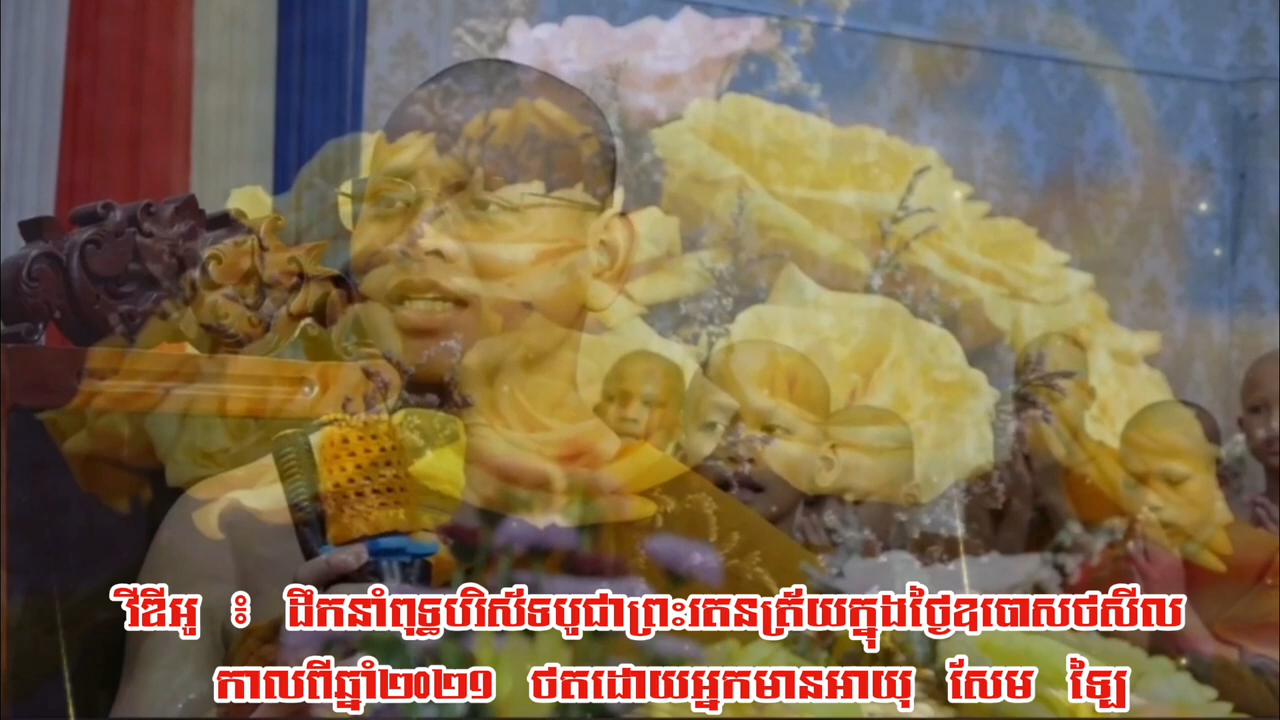 វីឌីអូ ៖ ដឹកនាំពុទ្ធបរិស័ទបូជាព្រះរតនត្រ័យក្នុងថ្ងៃឧបោសថសីល
កាលពីឆ្នាំ២០២១ ថតដោយអ្នកមានអាយុ សែម ឡៃ